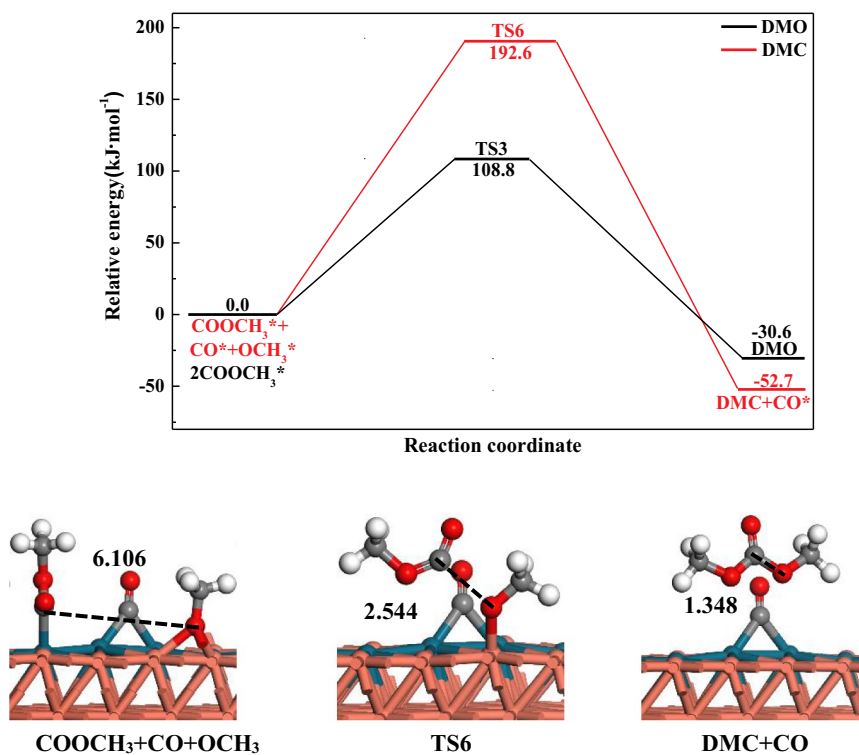 200
150
100
50
0
-50
Relative energy(kJ·mol⁻¹)
Reaction coordinate
DMO
DMC
TS6
192.6
TS3
108.8
0.0
COOCH₃*+
CO*+OCH₃*
2COOCH₃*
-30.6
DMO
-52.7
DMC+CO*
6.106
2.544
1.348
COOCH₃+CO+OCH₃
TS6
DMC+CO